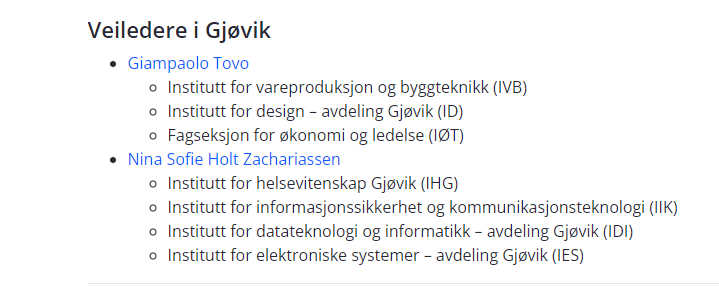 Veiledere i Gjøvik
Giampaolo Tovo
Institutt for vareproduksjon og byggteknikk (IVB)
Institutt for design – avdeling Gjøvik (ID)
Fagseksjon for økonomi og ledelse (IØT)
Nina Sofie Holt Zachariassen
Institutt for helsevitenskap Gjøvik (IHG)
Institutt for informasjonssikkerhet og kommunikasjonsteknologi (IIK)
Institutt for datateknologi og informatikk – avdeling Gjøvik (IDI)
Institutt for elektroniske systemer – avdeling Gjøvik (IES)